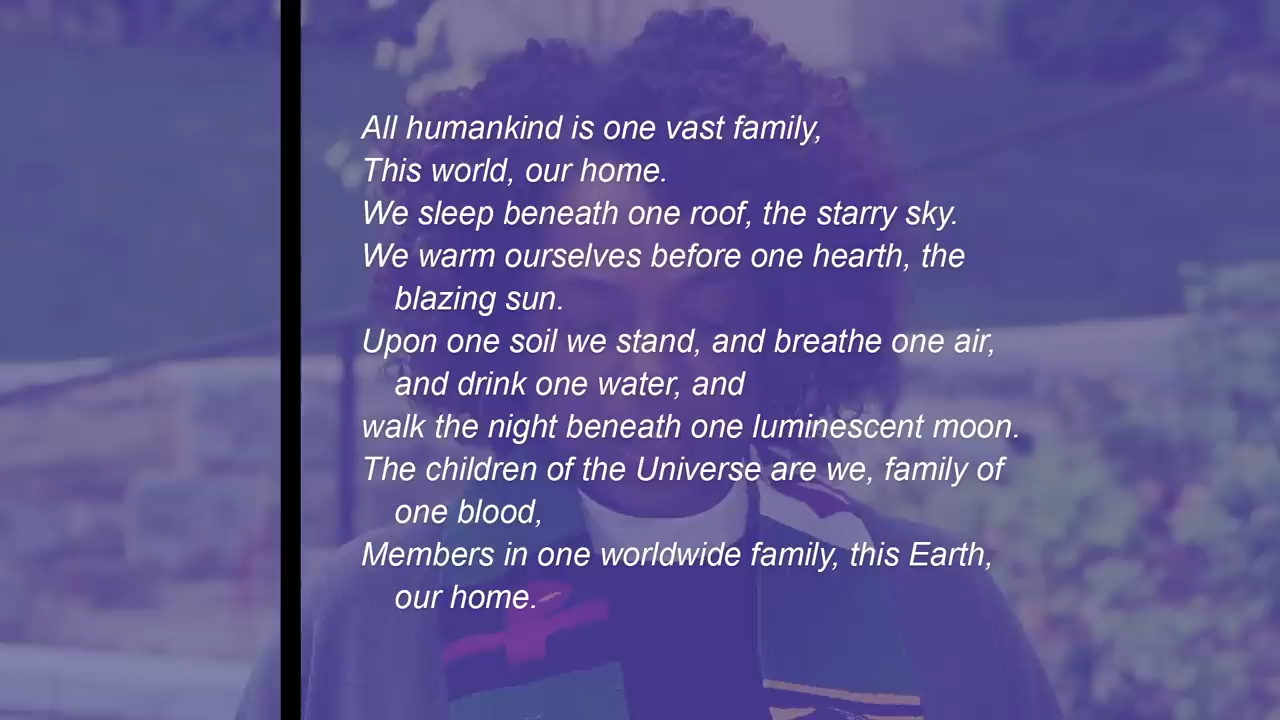 All humankind is one vast family,
This world, our home.
We sleep beneath one roof, the starry sky.
We warm ourselves before one hearth, the
blazing sun.
Upon one soil we stand, and breathe one air,
and drink one water, and
walk the night beneath one luminescent moon.
The children of the Universe are we, family of
one blood,
Members in one worldwide family, this Earth,
our home.